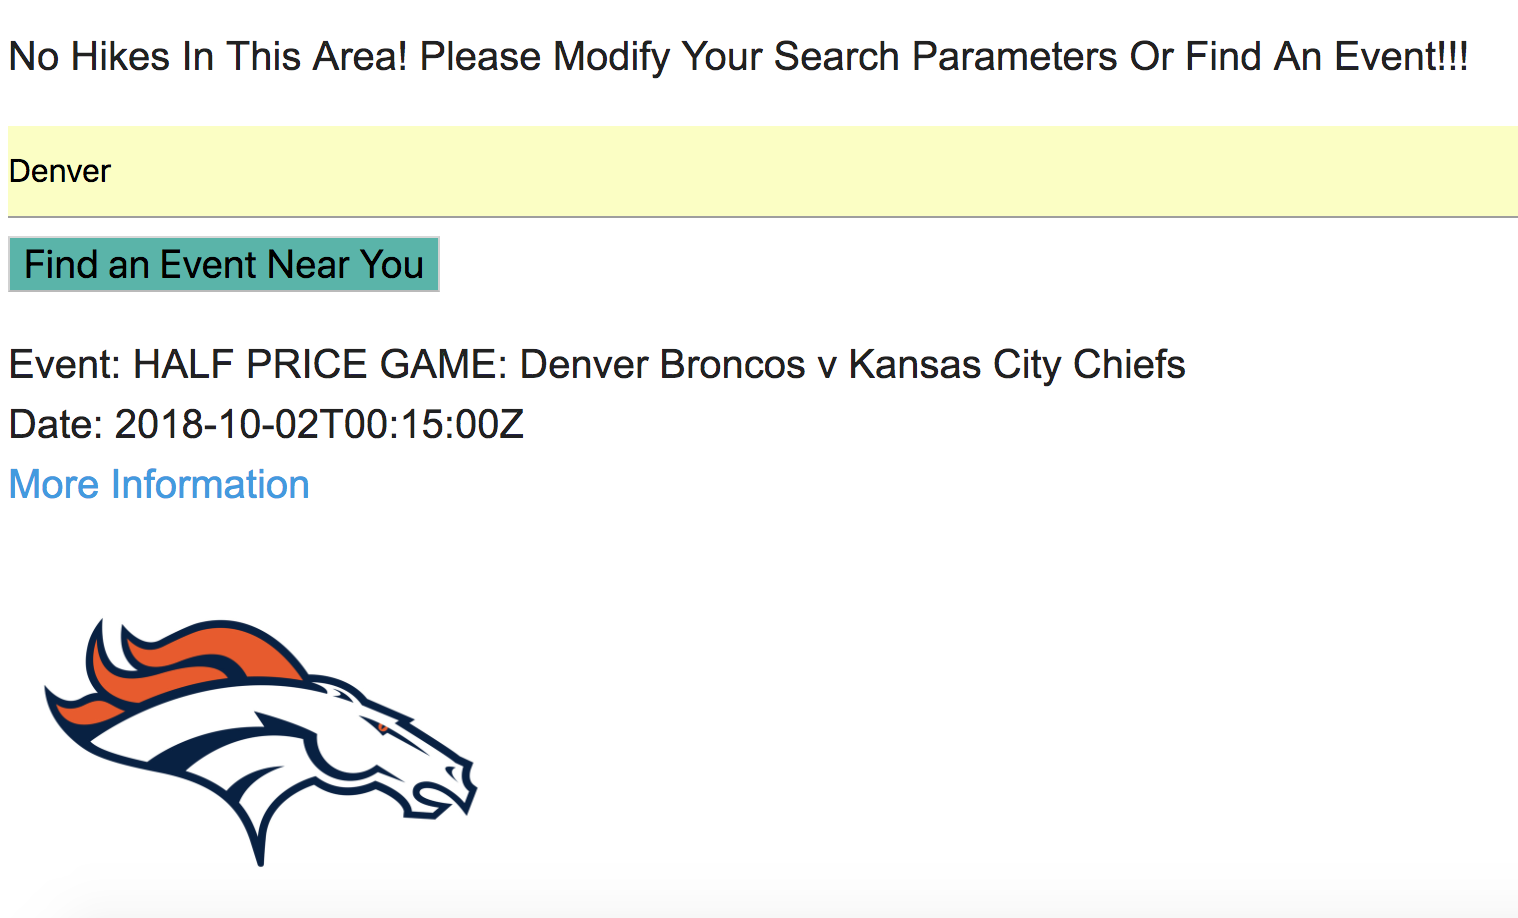 No Hikes In This Area! Please Modify Your Search Parameters Or Find An Event!!!
Denver
Find an Event Near You
Event: HALF PRICE GAME: Denver Broncos v Kansas City Chiefs
Date: 2018-10-02T00:15:00Z
More Information